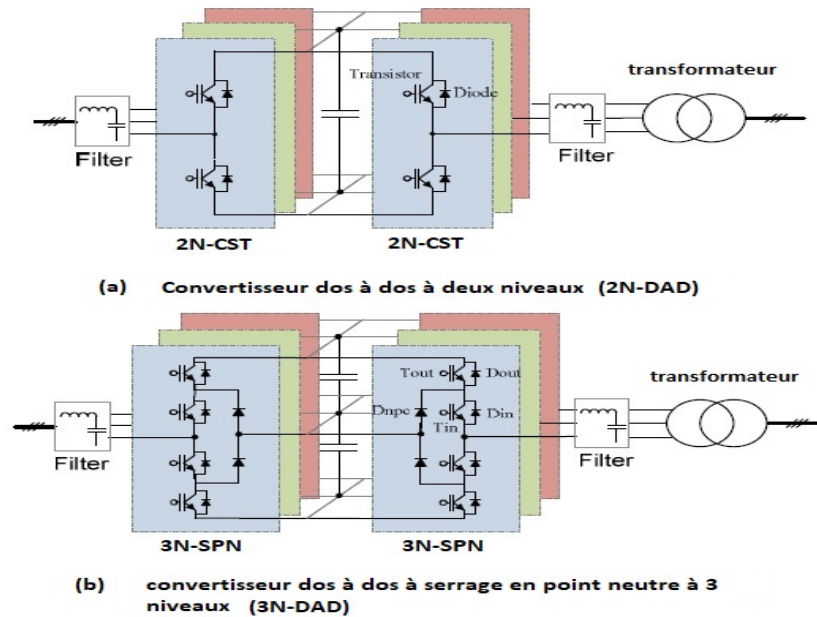 Transistor
Diode
transformateur
Filter
Filter
2N-CST
2N-CST
(a) Convertisseur dos à dos à deux niveaux (2N-DAD)
Tout
Dout
transformateur
Dnpc
Din
Tin
Filter
Filter
3N-SPN
3N-SPN
(b) convertisseur dos à dos à serrage en point neutre à 3
niveaux (3N-DAD)